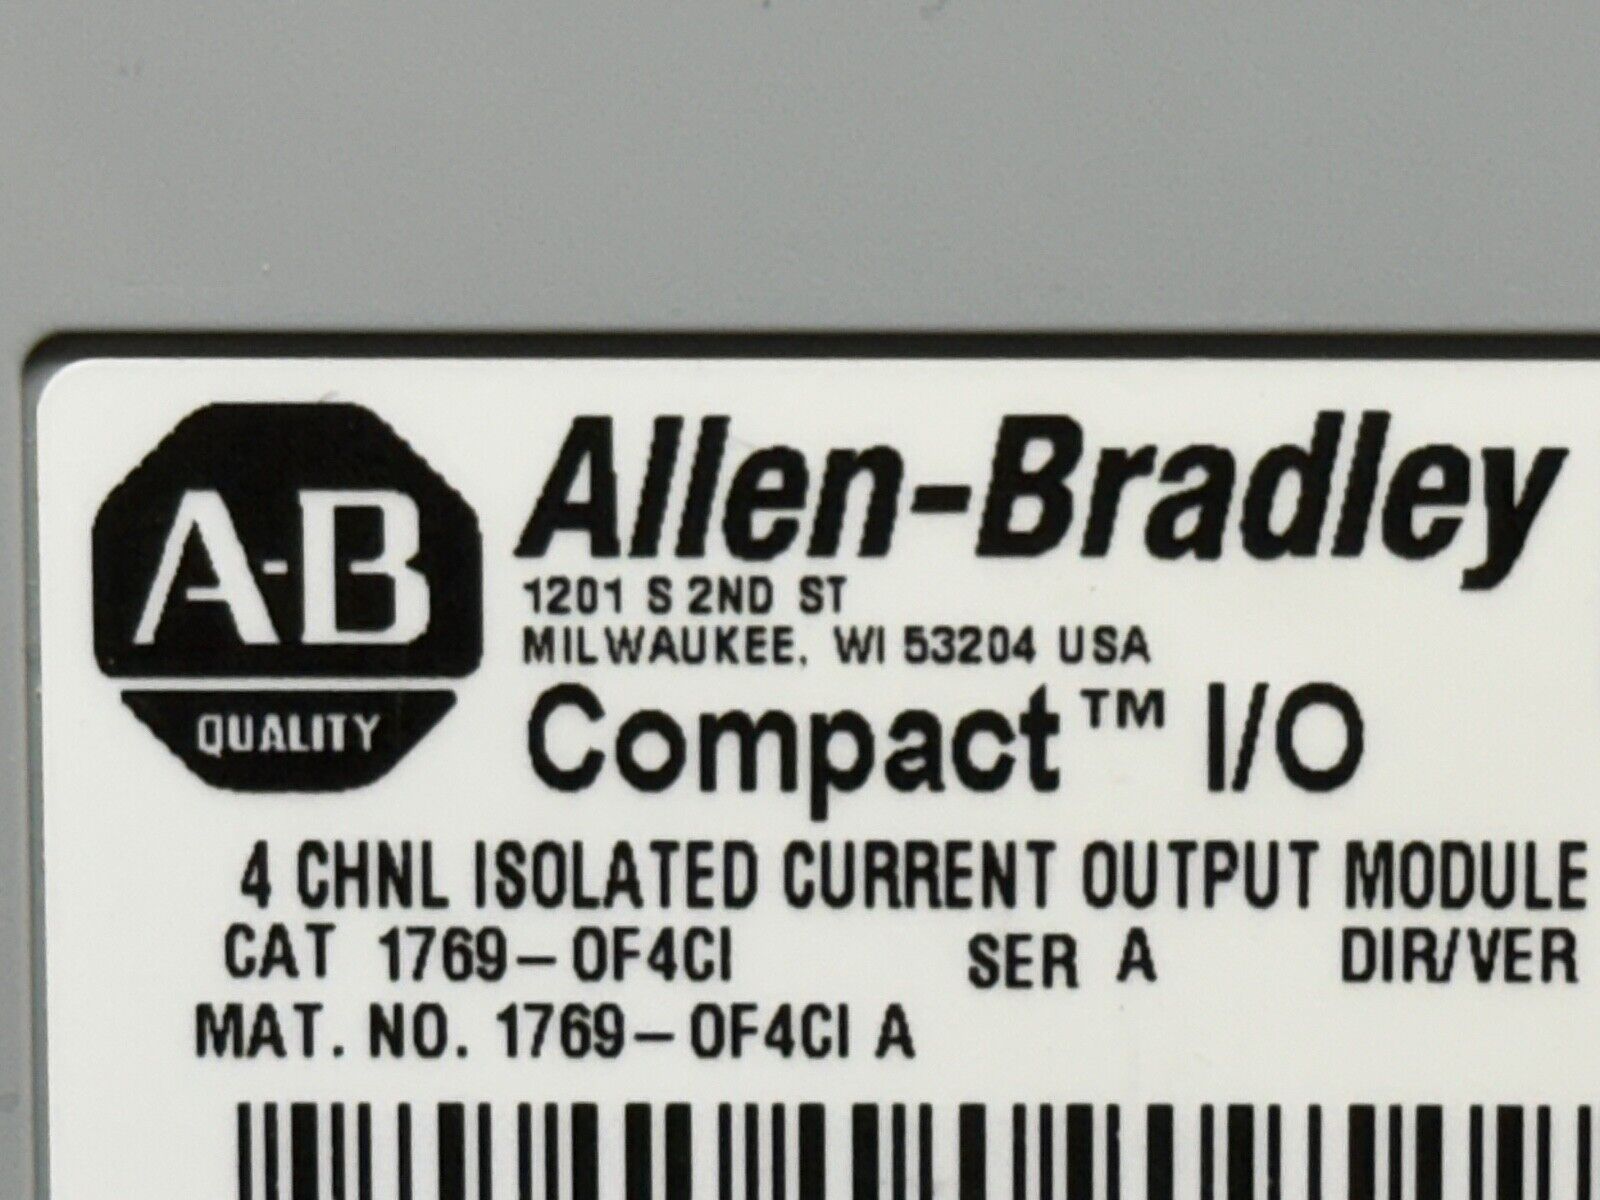 A-B
QUALITY
Allen-Bradley
1201 S 2ND ST
MILWAUKEE, WI 53204 USA
Compact™ I/O
4 CHNL ISOLATED CURRENT OUTPUT MODULE
CAT 1769-OF4CI SER A DIR/VER
MAT. NO. 1769-OF4CI A